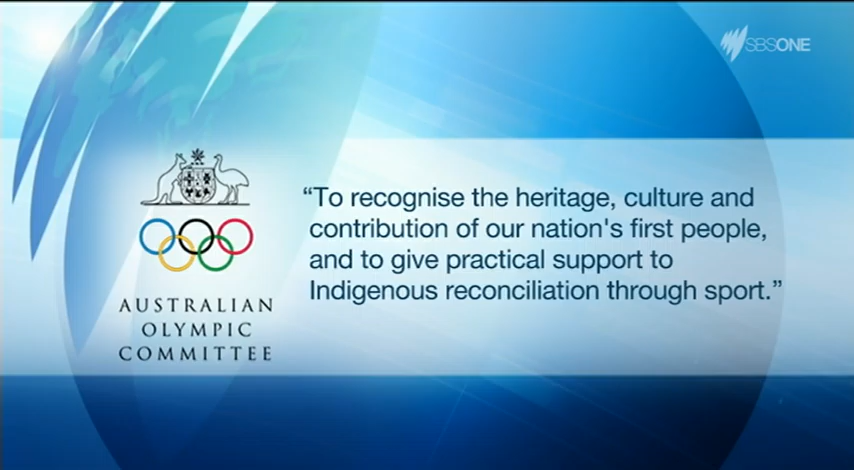 SBSONE
“To recognise the heritage, culture and
contribution of our nation's first people,
and to give practical support to
Indigenous reconciliation through sport.”
AUSTRALIAN
OLYMPIC
COMMITTEE